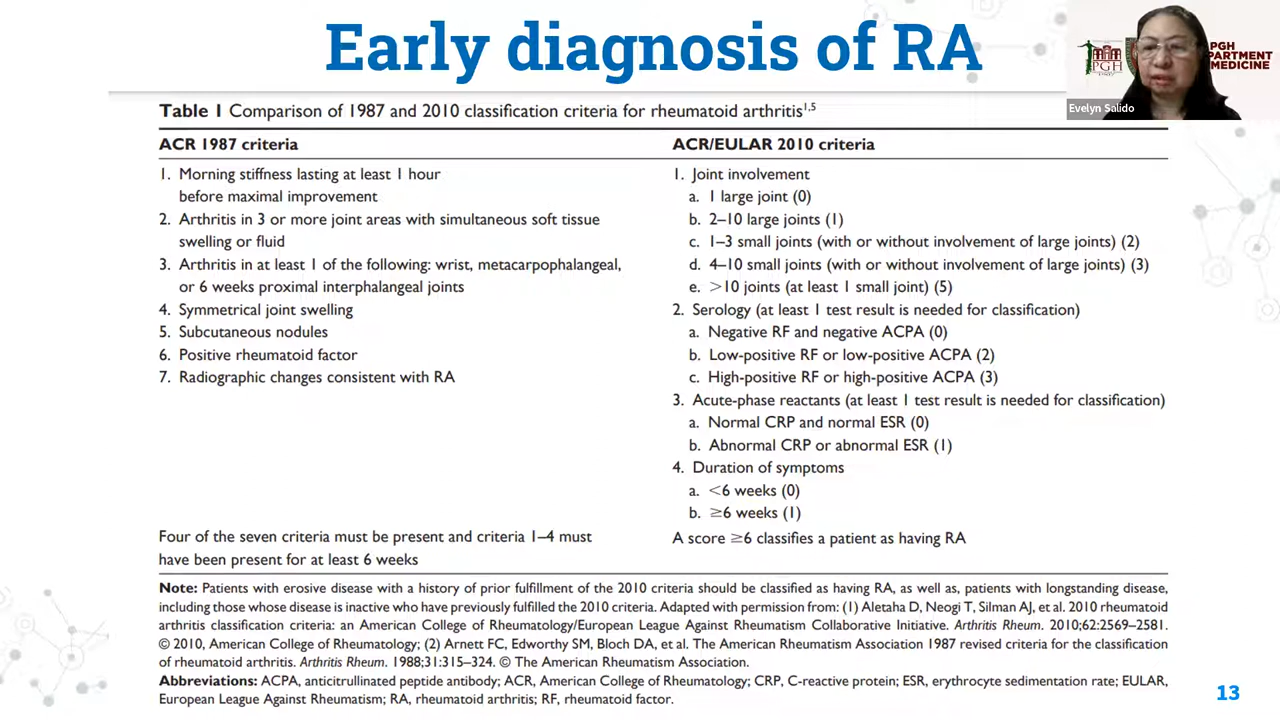 Early diagnosis of RA
PGH
PGH
PARTMENT
MEDICINE
Evelyn Salido
Table 1 Comparison of 1987 and 2010 classification criteria for rheumatoid arthritis1,5
ACR 1987 criteria
1. Morning stiffness lasting at least 1 hour
before maximal improvement
2. Arthritis in 3 or more joint areas with simultaneous soft tissue
swelling or fluid
3. Arthritis in at least 1 of the following: wrist, metacarpophalangeal,
or 6 weeks proximal interphalangeal joints
4. Symmetrical joint swelling
5. Subcutaneous nodules
6. Positive rheumatoid factor
7. Radiographic changes consistent with RA
Four of the seven criteria must be present and criteria 1–4 must
have been present for at least 6 weeks
ACR/EULAR 2010 criteria
1. Joint involvement
a. 1 large joint (0)
b. 2–10 large joints (1)
c. 1–3 small joints (with or without involvement of large joints) (2)
d. 4–10 small joints (with or without involvement of large joints) (3)
e. >10 joints (at least 1 small joint) (5)
2. Serology (at least 1 test result is needed for classification)
a. Negative RF and negative ACPA (0)
b. Low-positive RF or low-positive ACPA (2)
c. High-positive RF or high-positive ACPA (3)
3. Acute-phase reactants (at least 1 test result is needed for classification)
a. Normal CRP and normal ESR (0)
b. Abnormal CRP or abnormal ESR (1)
4. Duration of symptoms
a. <6 weeks (0)
b. ≥6 weeks (1)
A score ≥6 classifies a patient as having RA
Note: Patients with erosive disease with a history of prior fulfillment of the 2010 criteria should be classified as having RA, as well as, patients with longstanding disease,
including those whose disease is inactive who have previously fulfilled the 2010 criteria. Adapted with permission from: (1) Aletaha D, Neogi T, Silman AJ, et al. 2010 rheumatoid
arthritis classification criteria: an American College of Rheumatology/European League Against Rheumatism Collaborative Initiative. Arthritis Rheum. 2010;62:2569–2581.
© 2010, American College of Rheumatology; (2) Arnett FC, Edworthy SM, Bloch DA, et al. The American Rheumatism Association 1987 revised criteria for the classification
of rheumatoid arthritis. Arthritis Rheum. 1988;31:315–324. © The American Rheumatism Association.
Abbreviations: ACPA, anticitrullinated peptide antibody; ACR, American College of Rheumatology; CRP, C-reactive protein; ESR, erythrocyte sedimentation rate; EULAR,
European League Against Rheumatism; RA, rheumatoid arthritis; RF, rheumatoid factor.
13